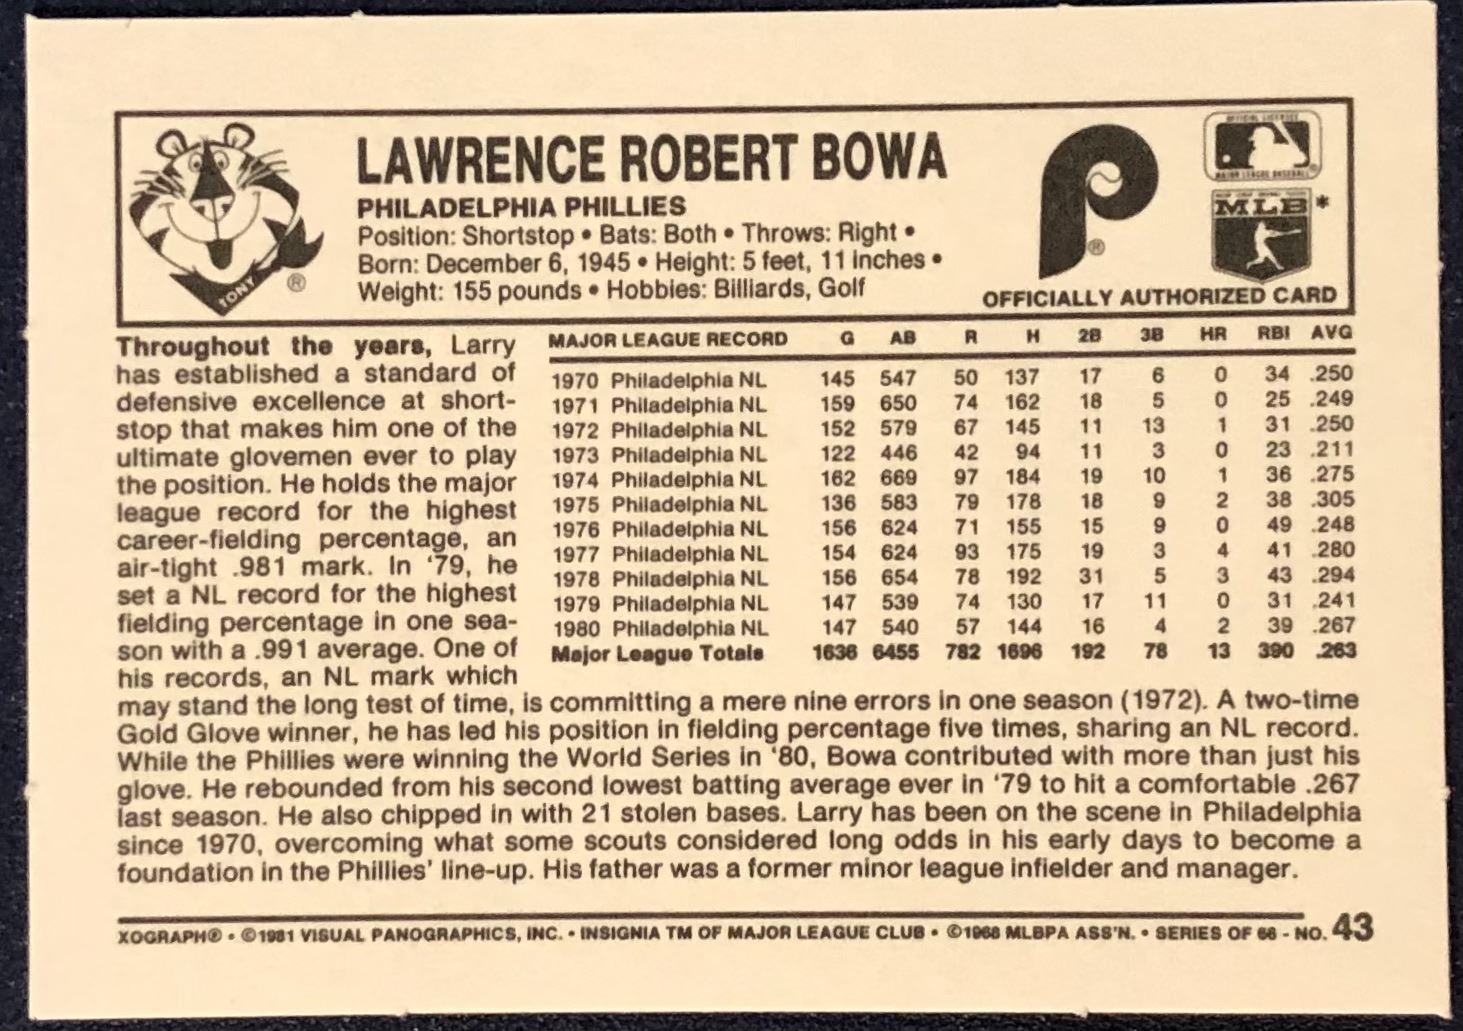 LAWRENCE ROBERT BOWA
PHILADELPHIA PHILLIES
Position: Shortstop • Bats: Both • Throws: Right •
Born: December 6, 1945 • Height: 5 feet, 11 inches •
Weight: 155 pounds • Hobbies: Billiards, Golf
TONY ®
®
OFFICIAL LICENSEE
MAJOR LEAGUE BASEBALL ®
MLB *
OFFICIALLY AUTHORIZED CARD
MAJOR LEAGUE RECORD G AB R H 2B 3B HR RBI AVG
1970 Philadelphia NL 145 547 50 137 17 6 0 34 .250
1971 Philadelphia NL 159 650 74 162 18 5 0 25 .249
1972 Philadelphia NL 152 579 67 145 11 13 1 31 .250
1973 Philadelphia NL 122 446 42 94 11 3 0 23 .211
1974 Philadelphia NL 162 669 97 184 19 10 1 36 .275
1975 Philadelphia NL 136 583 79 178 18 9 2 38 .305
1976 Philadelphia NL 156 624 71 155 15 9 0 49 .248
1977 Philadelphia NL 154 624 93 175 19 3 4 41 .280
1978 Philadelphia NL 156 654 78 192 31 5 3 43 .294
1979 Philadelphia NL 147 539 74 130 17 11 0 31 .241
1980 Philadelphia NL 147 540 57 144 16 4 2 39 .267
Major League Totals 1636 6455 782 1696 192 78 13 390 .263
Throughout the years, Larry
has established a standard of
defensive excellence at short-
stop that makes him one of the
ultimate glovemen ever to play
the position. He holds the major
league record for the highest
career-fielding percentage, an
air-tight .981 mark. In '79, he
set a NL record for the highest
fielding percentage in one sea-
son with a .991 average. One of
his records, an NL mark which
may stand the long test of time, is committing a mere nine errors in one season (1972). A two-time
Gold Glove winner, he has led his position in fielding percentage five times, sharing an NL record.
While the Phillies were winning the World Series in '80, Bowa contributed with more than just his
glove. He rebounded from his second lowest batting average ever in '79 to hit a comfortable .267
last season. He also chipped in with 21 stolen bases. Larry has been on the scene in Philadelphia
since 1970, overcoming what some scouts considered long odds in his early days to become a
foundation in the Phillies' line-up. His father was a former minor league infielder and manager.
XOGRAPH® • ©1981 VISUAL PANOGRAPHICS, INC. • INSIGNIA TM OF MAJOR LEAGUE CLUB • ©1968 MLBPA ASS'N. • SERIES OF 66 - NO. 43